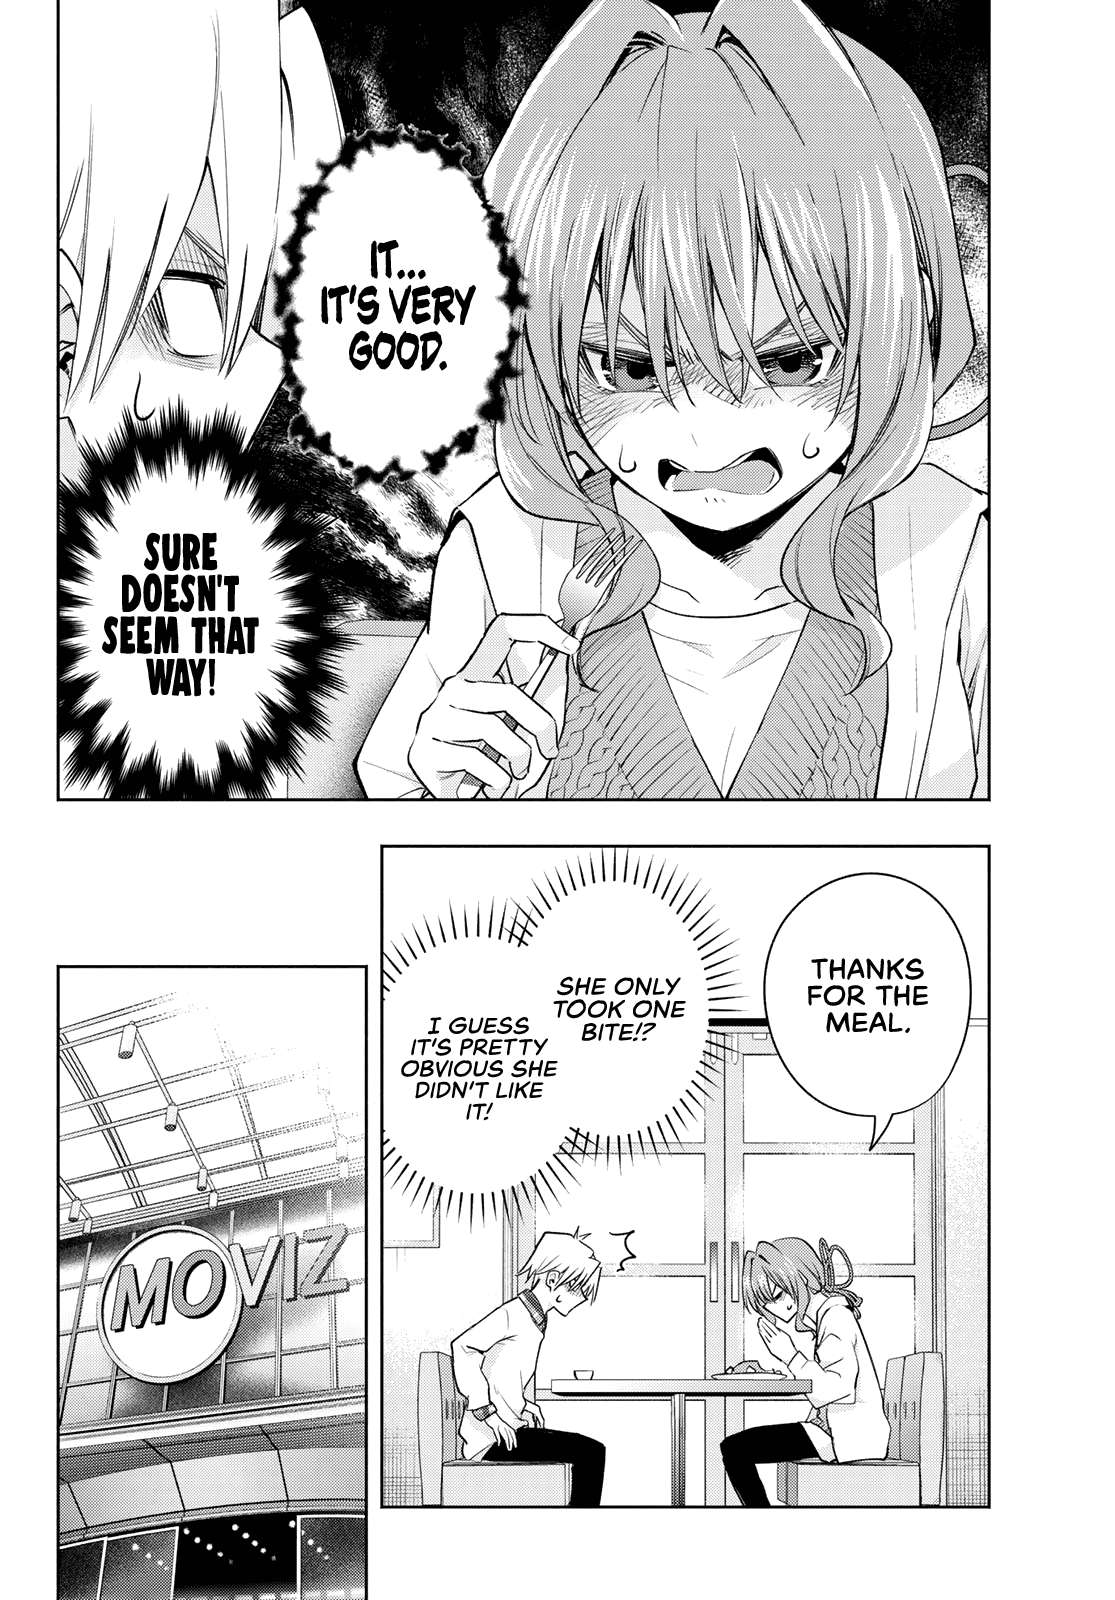 IT...
IT'S VERY
GOOD.
SURE
DOESN'T
SEEM THAT
WAY!
THANKS
FOR THE
MEAL.
SHE ONLY
TOOK ONE
BITE!?
I GUESS
IT'S PRETTY
OBVIOUS SHE
DIDN'T LIKE
IT!
MOVIZ